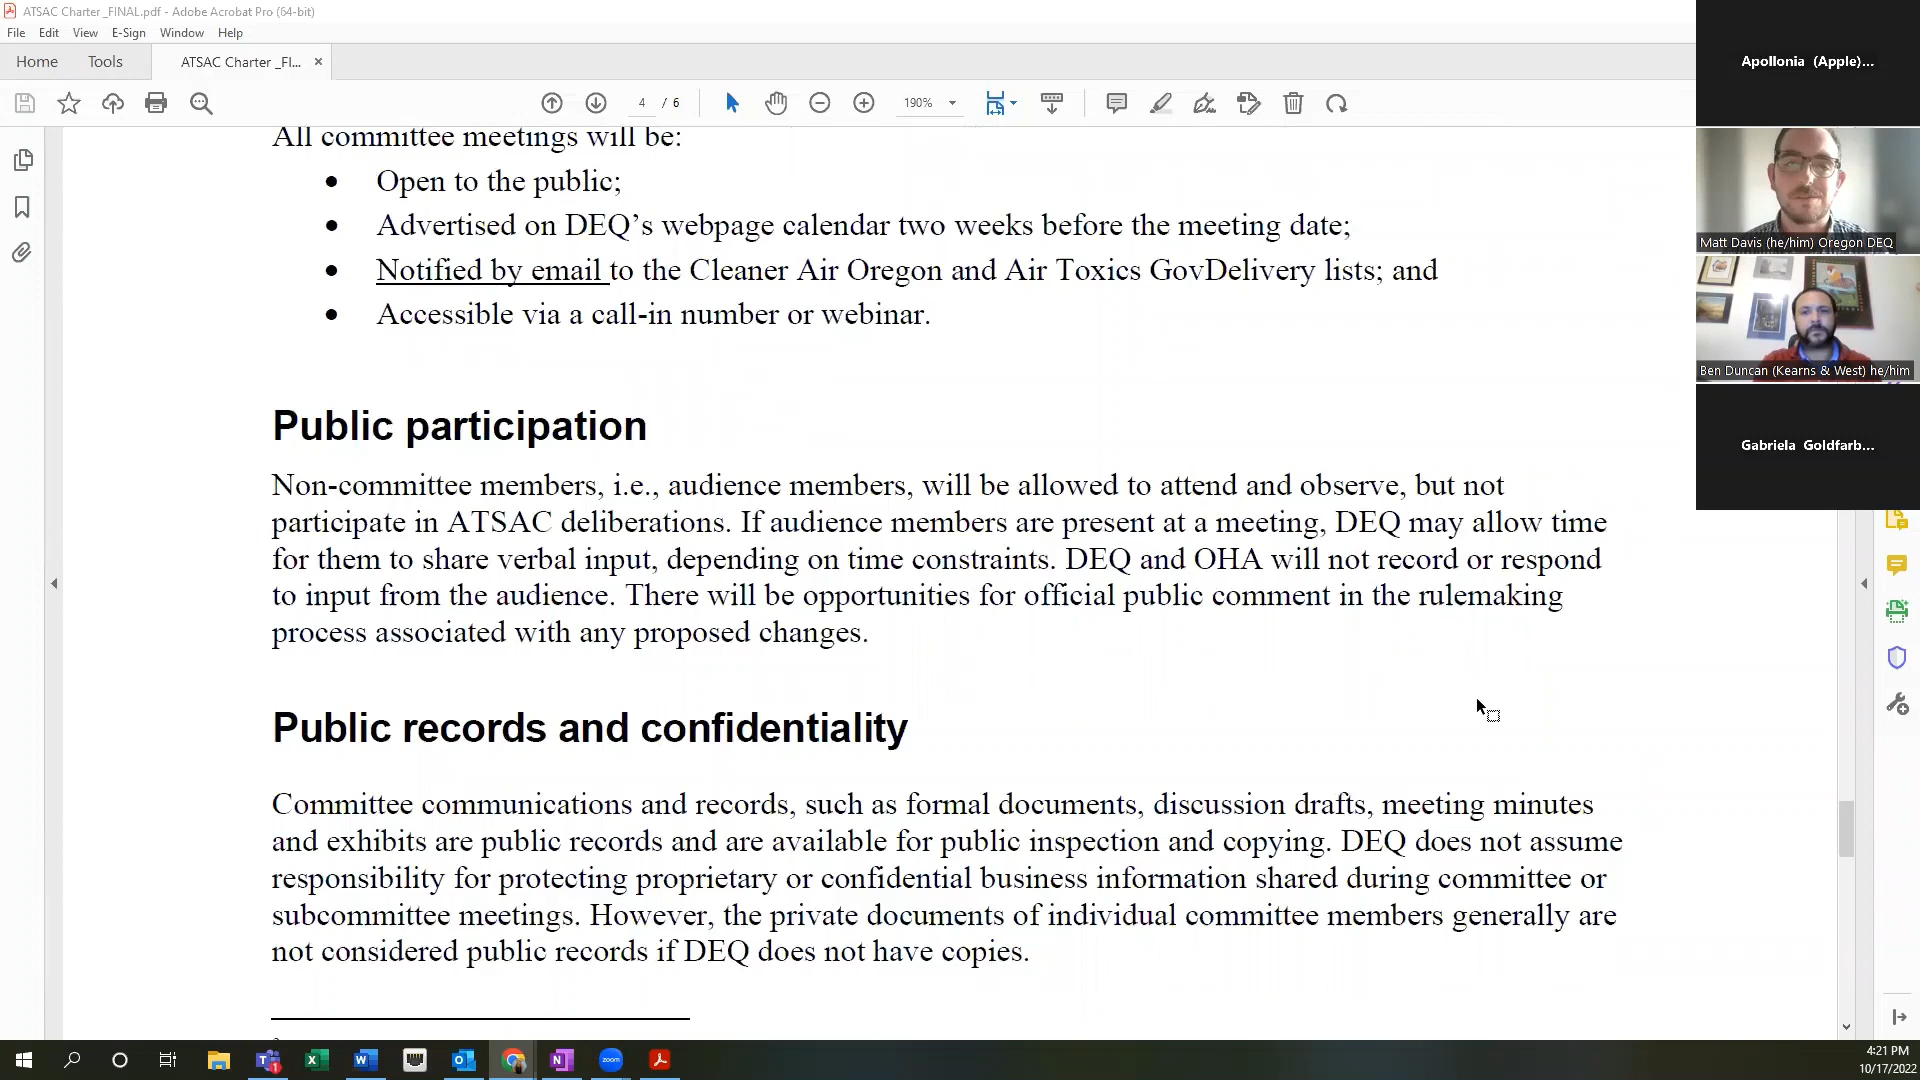 ATSAC Charter _FINAL.pdf - Adobe Acrobat Pro (64-bit)
File Edit View E-Sign Window Help
Home Tools ATSAC Charter _FI... ×
4 / 6 190%
All committee meetings will be:
• Open to the public;
• Advertised on DEQ’s webpage calendar two weeks before the meeting date;
• Notified by email to the Cleaner Air Oregon and Air Toxics GovDelivery lists; and
• Accessible via a call-in number or webinar.
Public participation
Non-committee members, i.e., audience members, will be allowed to attend and observe, but not
participate in ATSAC deliberations. If audience members are present at a meeting, DEQ may allow time
for them to share verbal input, depending on time constraints. DEQ and OHA will not record or respond
to input from the audience. There will be opportunities for official public comment in the rulemaking
process associated with any proposed changes.
Public records and confidentiality
Committee communications and records, such as formal documents, discussion drafts, meeting minutes
and exhibits are public records and are available for public inspection and copying. DEQ does not assume
responsibility for protecting proprietary or confidential business information shared during committee or
subcommittee meetings. However, the private documents of individual committee members generally are
not considered public records if DEQ does not have copies.
Apollonia (Apple)...
Matt Davis (he/him) Oregon DEQ
Ben Duncan (Kearns & West) he/him
Gabriela Goldfarb...
zoom
4:21 PM
10/17/2022